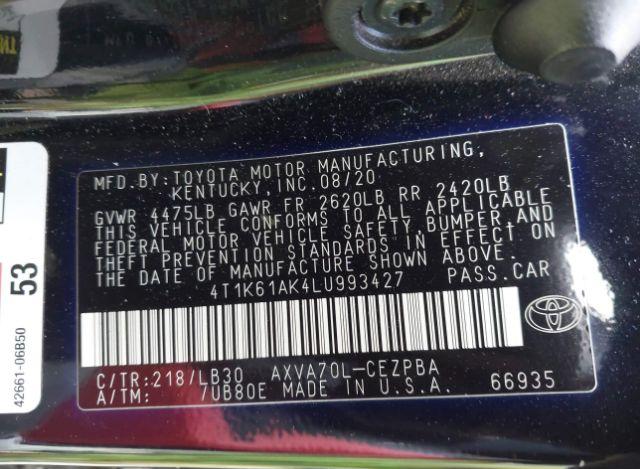 MFD.BY:TOYOTA MOTOR MANUFACTURING,
KENTUCKY,INC.08/20
GVWR 4475LB GAWR FR 2620LB RR 2420LB
THIS VEHICLE CONFORMS TO ALL APPLICABLE
FEDERAL MOTOR VEHICLE SAFETY,BUMPER AND
THEFT PREVENTION STANDARDS IN EFFECT ON
THE DATE OF MANUFACTURE SHOWN ABOVE.
4T1K61AK4LU993427 PASS.CAR
C/TR:218/LB30 AXVA70L-CEZPBA
A/TM: 7UB80E MADE IN U.S.A. 66935
53
42661-06B50